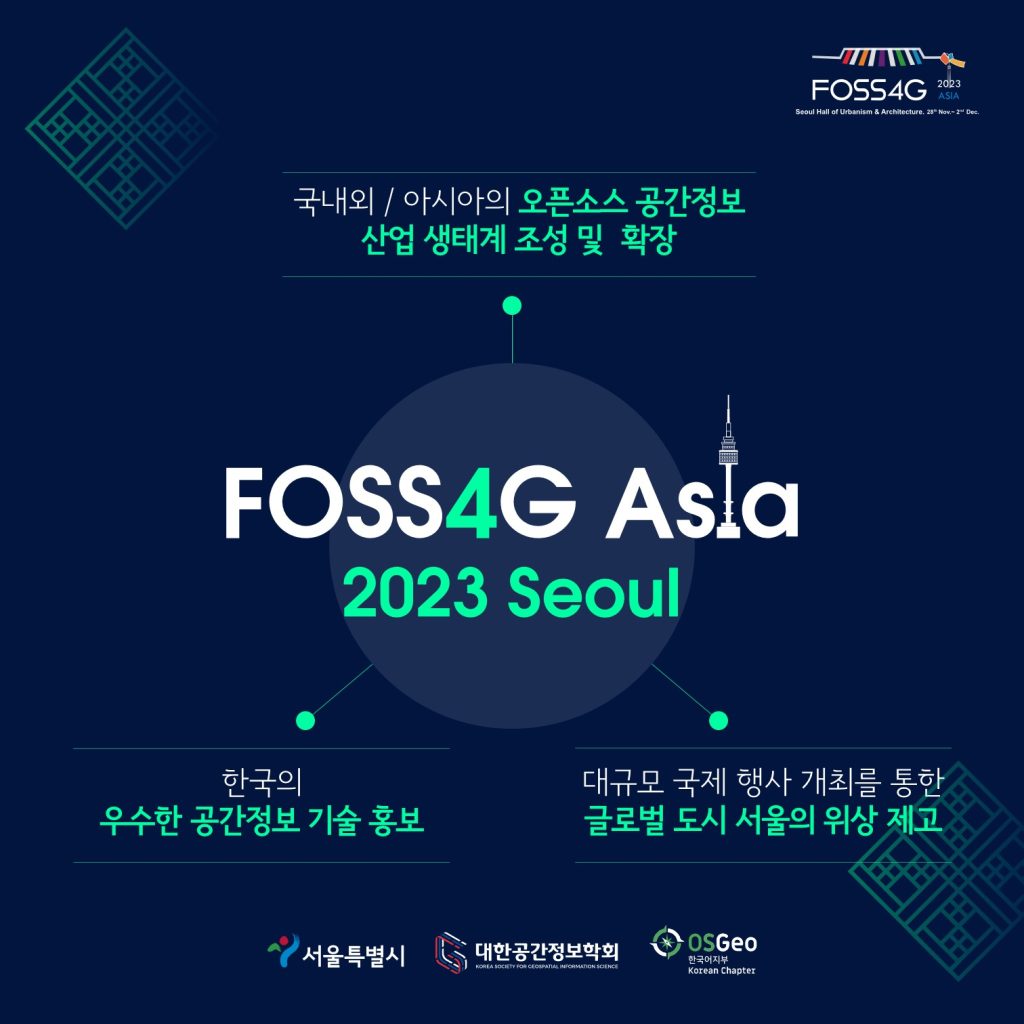 FOSS4G 2023 ASIA
Seoul Hall of Urbanism & Architecture. 28th Nov.~ 2nd Dec.
국내외 / 아시아의 오픈소스 공간정보
산업 생태계 조성 및 확장
FOSS4G Asia
2023 Seoul
한국의
우수한 공간정보 기술 홍보
대규모 국제 행사 개최를 통한
글로벌 도시 서울의 위상 제고
서울특별시
대한공간정보학회
KOREA SOCIETY FOR GEOSPATIAL INFORMATION SCIENCE
OSGeo
한국어지부
Korean Chapter